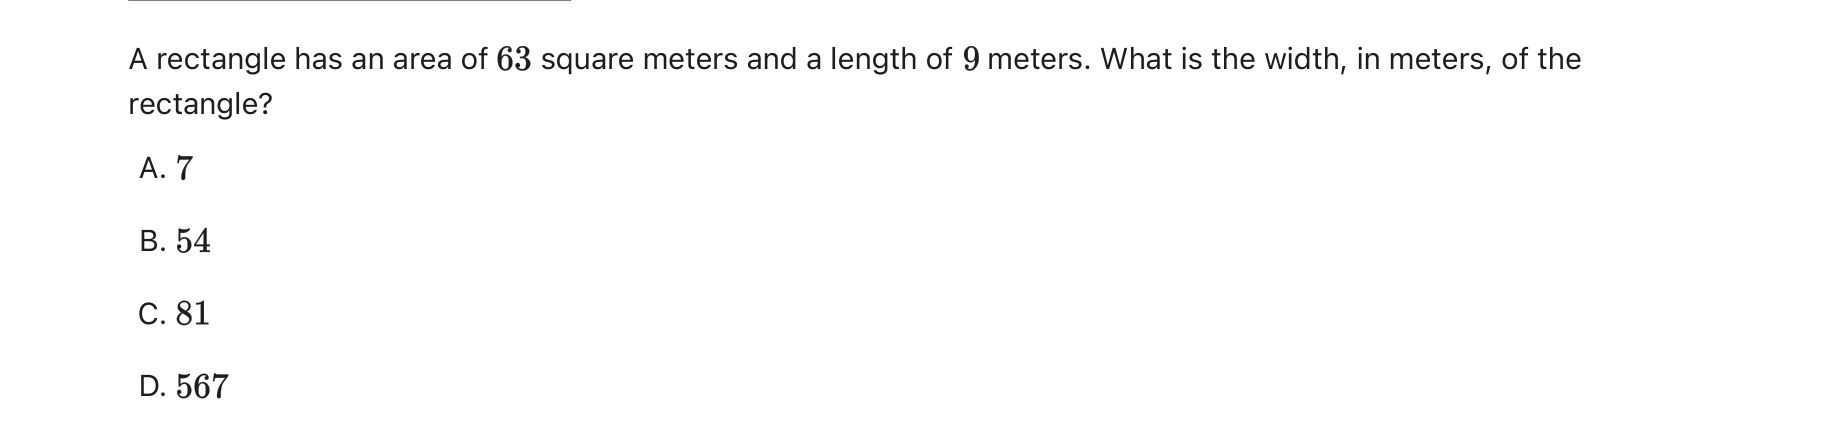 A rectangle has an area of 63 square meters and a length of 9 meters. What is the width, in meters, of the
rectangle?
A. 7
B. 54
C. 81
D. 567